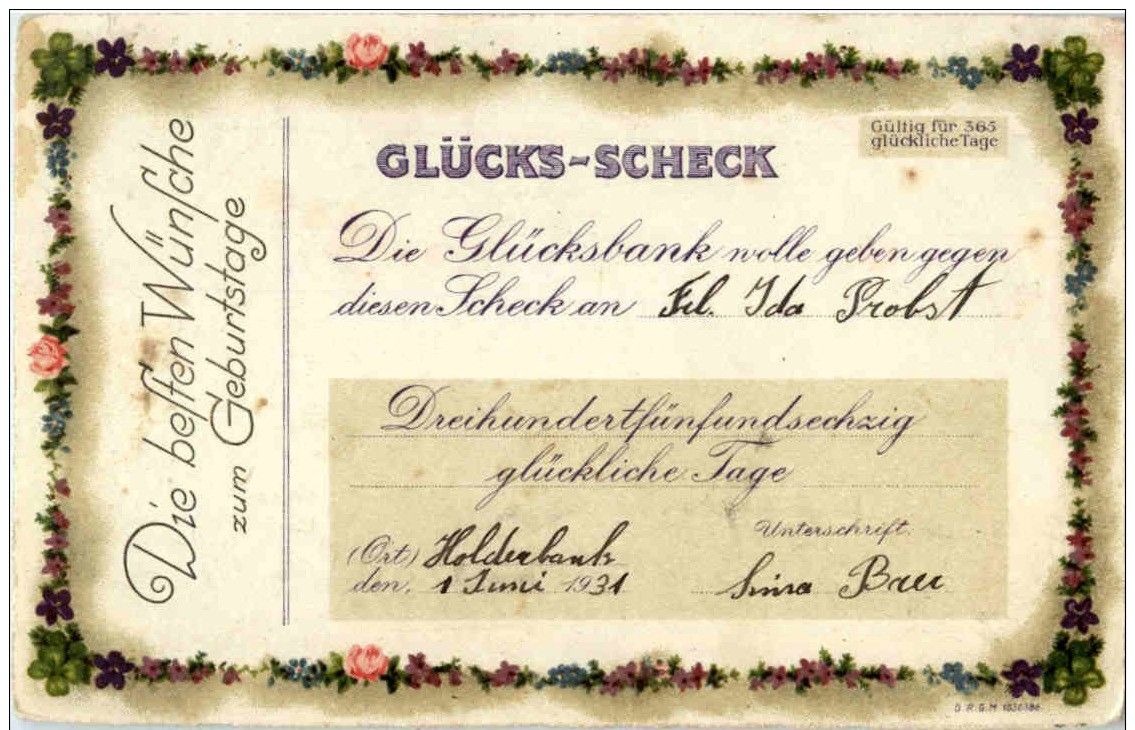 Die beſten Wünſche
zum Geburtstage
GLÜCKS-SCHECK
Gültig für 365
glückliche Tage
Die Glücksbank wolle geben gegen
diesen Scheck an Frl. Ida Probst
Dreihundertfünfundsechzig
glückliche Tage
(Ort) Holderbank
den, 1 Juni 1931
Unterschrift.
Bau
D.R.G.M